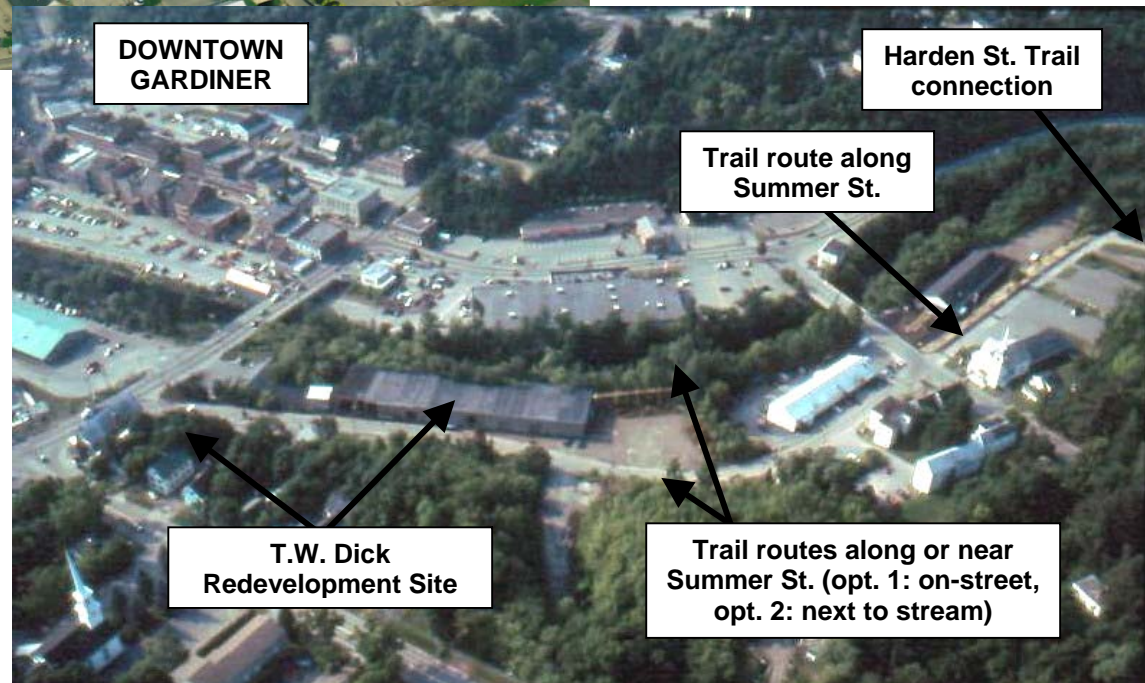 DOWNTOWN
GARDINER
Harden St. Trail
connection
Trail route along
Summer St.
T.W. Dick
Redevelopment Site
Trail routes along or near
Summer St. (opt. 1: on-street,
opt. 2: next to stream)